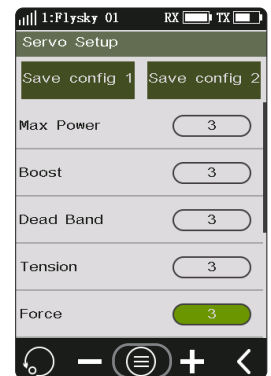 1:Flysky 01 RX TX
Servo Setup
Save config 1 Save config 2
Max Power 3
Boost 3
Dead Band 3
Tension 3
Force 3